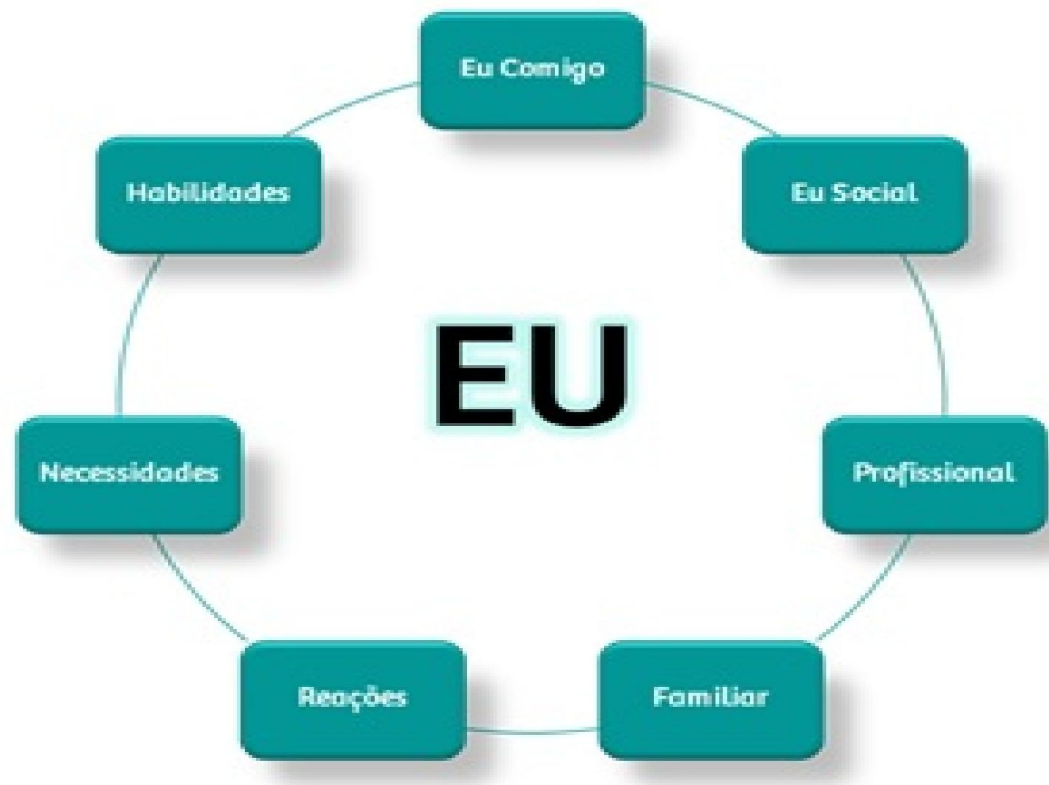 Eu Comigo
Habilidades
Eu Social
EU
Necessidades
Profissional
Reações
Familiar